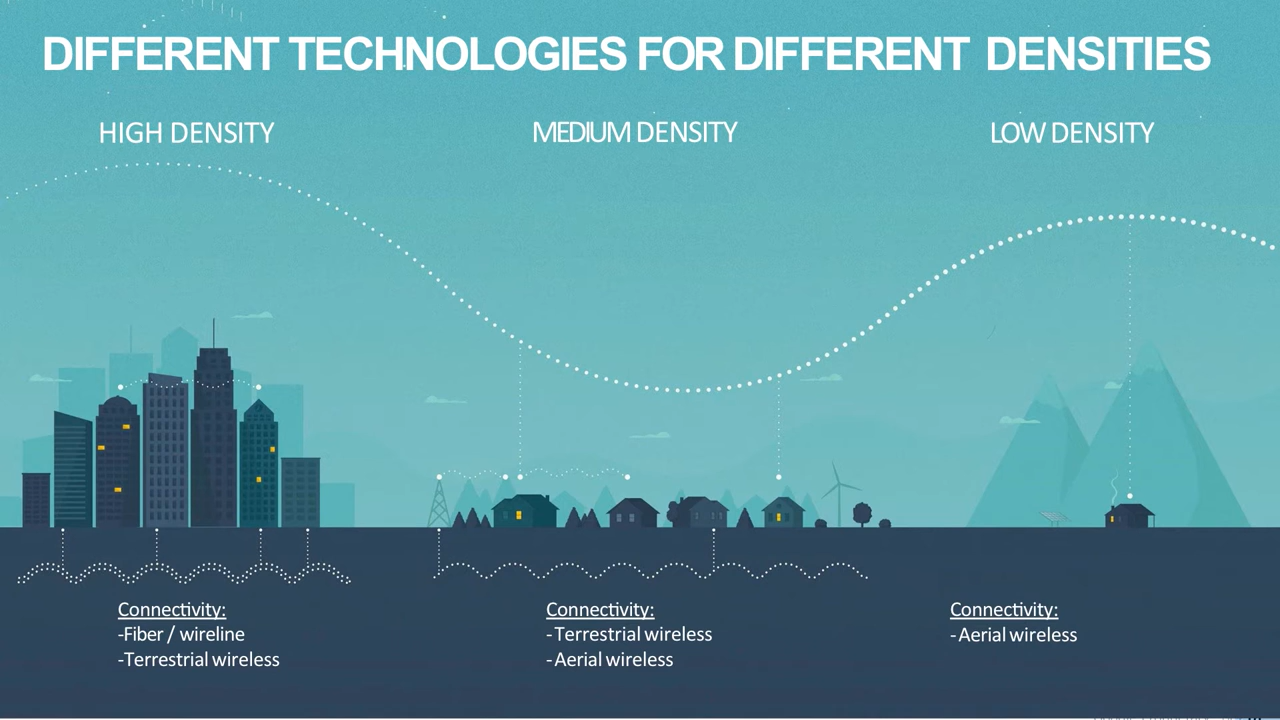 DIFFERENT TECHNOLOGIES FOR DIFFERENT DENSITIES
HIGH DENSITY
MEDIUM DENSITY
LOW DENSITY
Connectivity:
-Fiber / wireline
-Terrestrial wireless
Connectivity:
-Terrestrial wireless
-Aerial wireless
Connectivity:
-Aerial wireless